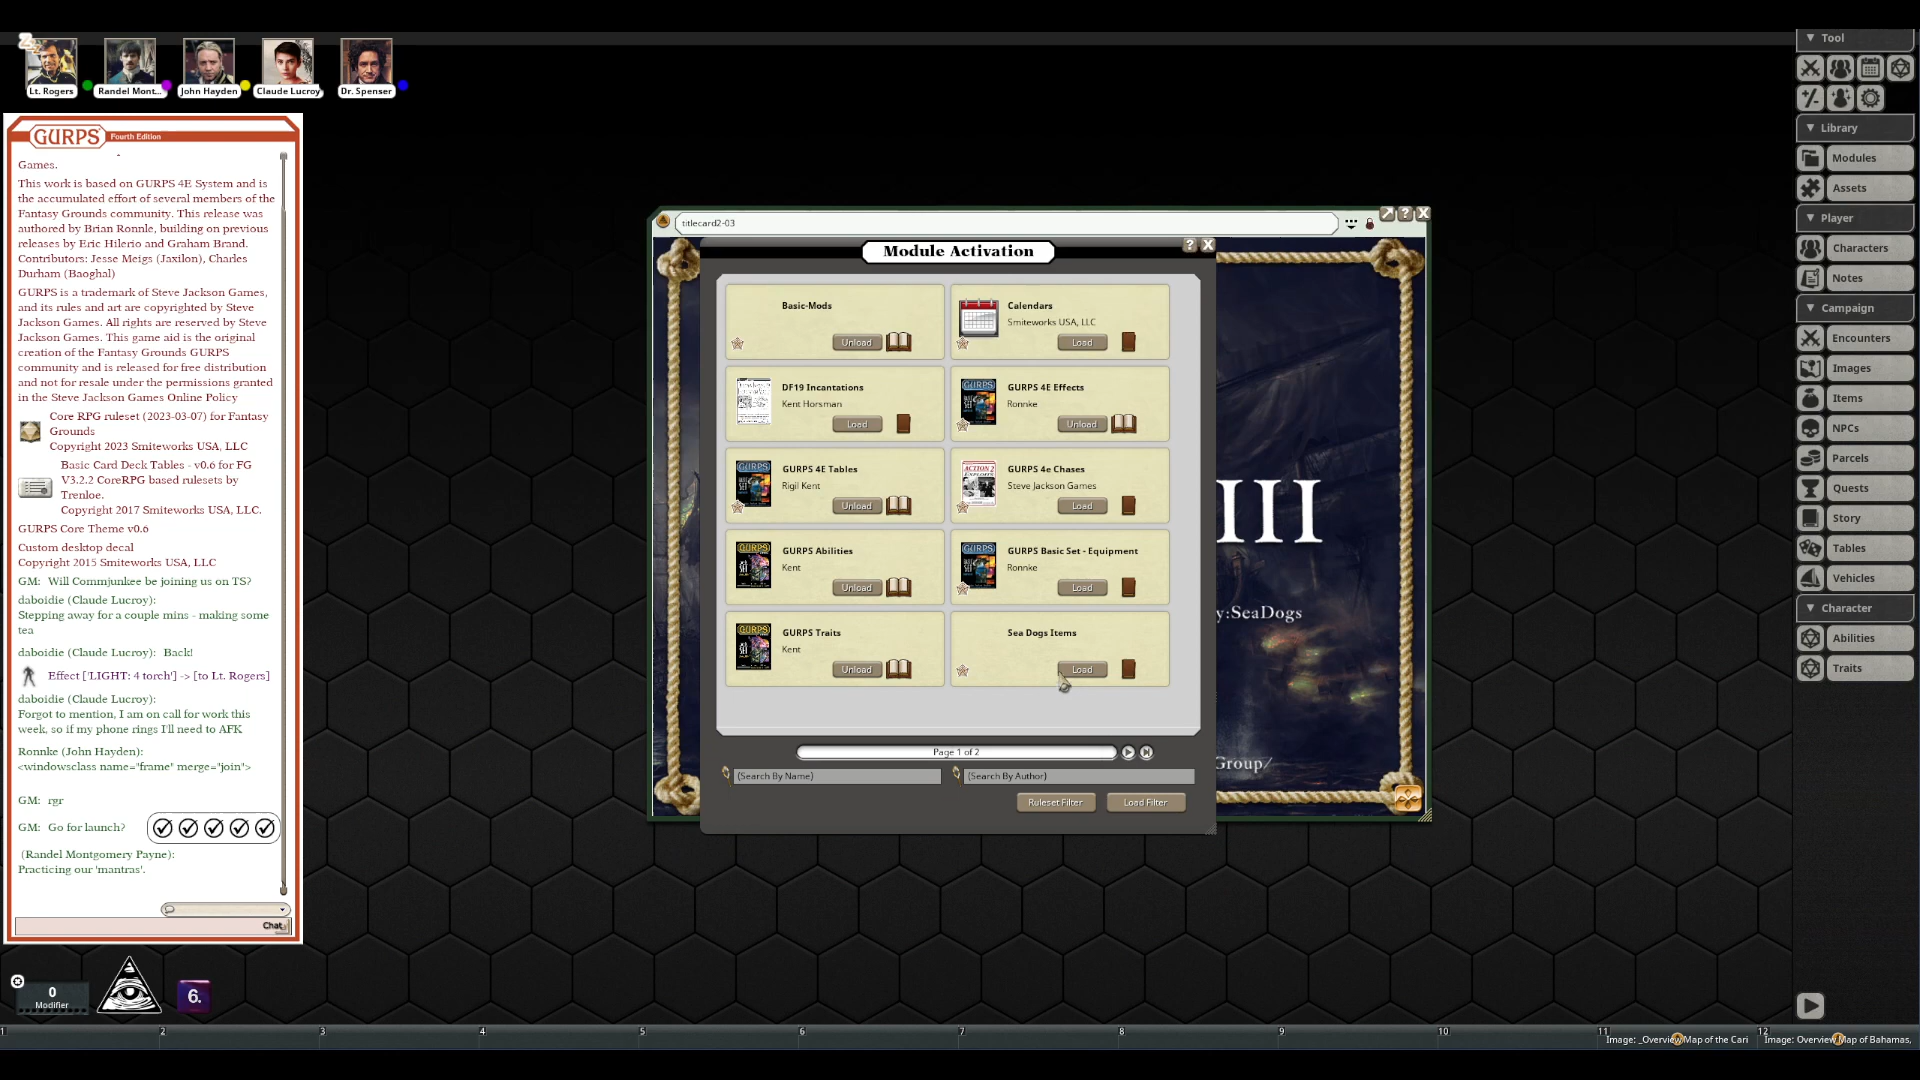 Lt. Rogers
Randel Mont...
John Hayden
Claude Lucroy
Dr. Spenser
GURPS Fourth Edition
Games.
This work is based on GURPS 4E System and is
the accumulated effort of several members of the
Fantasy Grounds community. This release was
authored by Brian Ronnle, building on previous
releases by Eric Hilerio and Graham Brand.
Contributors: Jesse Meigs (Jaxilon), Charles
Durham (Baoghal)
GURPS is a trademark of Steve Jackson Games,
and its rules and art are copyrighted by Steve
Jackson Games. All rights are reserved by Steve
Jackson Games. This game aid is the original
creation of the Fantasy Grounds GURPS
community and is released for free distribution
and not for resale under the permissions granted
in the Steve Jackson Games Online Policy
Core RPG ruleset (2023-03-07) for Fantasy
Grounds
Copyright 2023 Smiteworks USA, LLC
Basic Card Deck Tables - v0.6 for FG
V3.2.2 CoreRPG based rulesets by
Trenloe.
Copyright 2017 Smiteworks USA, LLC.
GURPS Core Theme v0.6
Custom desktop decal
Copyright 2015 Smiteworks USA, LLC
GM: Will Commjunkee be joining us on TS?
daboidie (Claude Lucroy):
Stepping away for a couple mins - making some
tea
daboidie (Claude Lucroy): Back!
Effect ['LIGHT: 4 torch'] -> [to Lt. Rogers]
daboidie (Claude Lucroy):
Forgot to mention, I am on call for work this
week, so if my phone rings I'll need to AFK
Ronnke (John Hayden):
<windowsclass name="frame" merge="join">
GM: rgr
GM: Go for launch?
(Randel Montgomery Payne):
Practicing our 'mantras'.
Chat
0
Modifier
6.
titlecard2-03
Module Activation
Basic-Mods
Unload
Calendars
Smiteworks USA, LLC
Load
DF19 Incantations
Kent Horsman
Load
GURPS 4E Effects
Ronnke
Unload
GURPS 4E Tables
Rigil Kent
Unload
GURPS 4e Chases
Steve Jackson Games
Load
GURPS Abilities
Kent
Unload
GURPS Basic Set - Equipment
Ronnke
Load
GURPS Traits
Kent
Unload
Sea Dogs Items
Load
Page 1 of 2
(Search By Name)
(Search By Author)
Ruleset Filter
Load Filter
III
y:SeaDogs
Group/
Tool
Library
Modules
Assets
Player
Characters
Notes
Campaign
Encounters
Images
Items
NPCs
Parcels
Quests
Story
Tables
Vehicles
Character
Abilities
Traits
1 2 3 4 5 6 7 8 9 10 11 12
Image: _Overview Map of the Cari
Image: Overview Map of Bahamas,